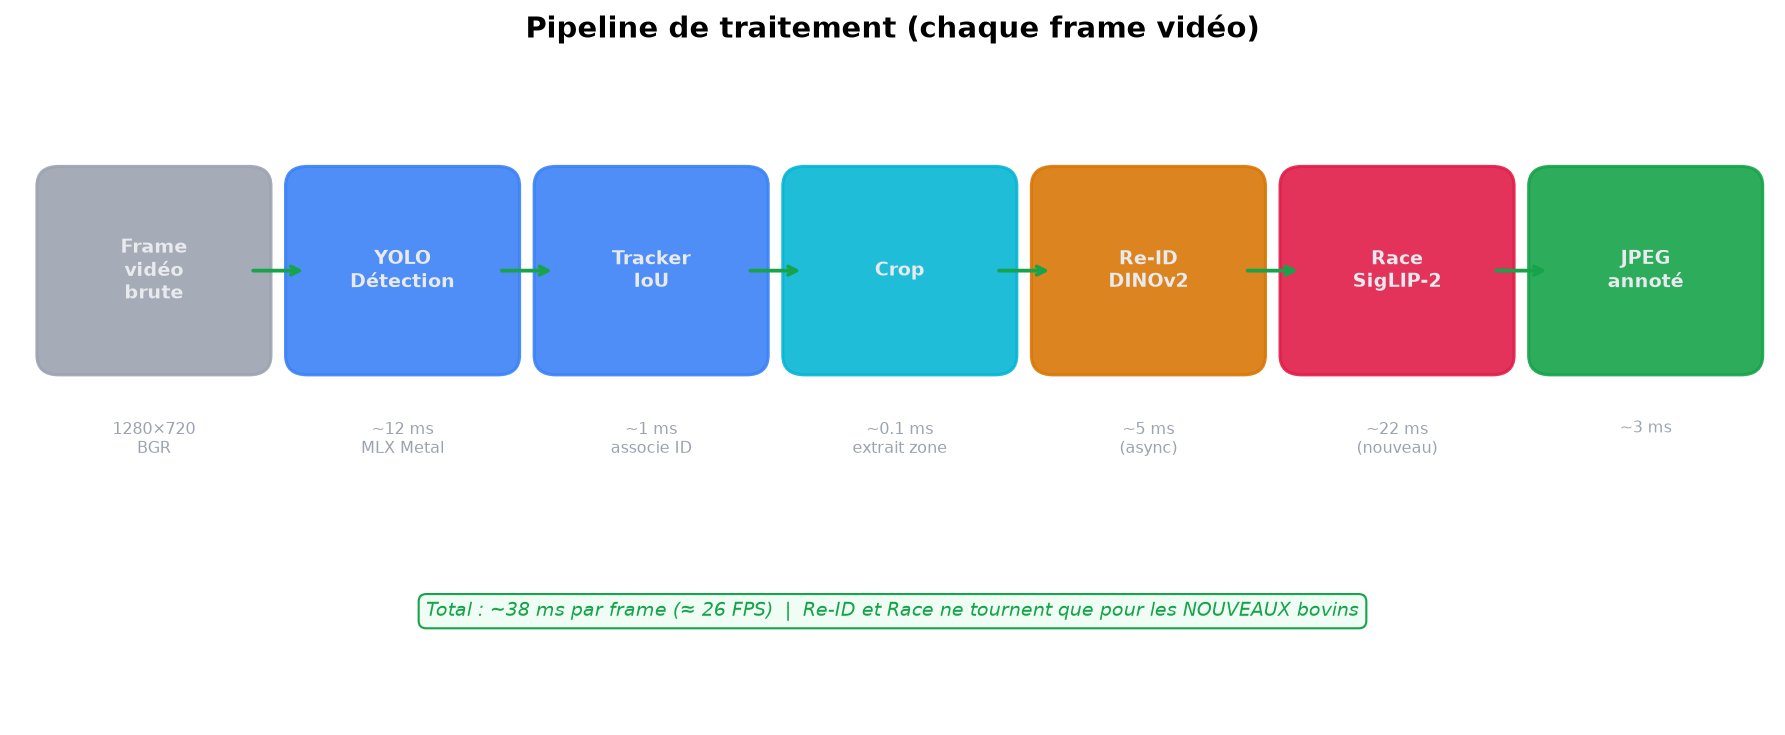 Pipeline de traitement (chaque frame vidéo)
Frame
vidéo
brute
YOLO
Détection
Tracker
IoU
Crop
Re-ID
DINOv2
Race
SigLIP-2
JPEG
annoté
1280×720
BGR
~12 ms
MLX Metal
~1 ms
associe ID
~0.1 ms
extrait zone
~5 ms
(async)
~22 ms
(nouveau)
~3 ms
Total : ~38 ms par frame (≈ 26 FPS) | Re-ID et Race ne tournent que pour les NOUVEAUX bovins